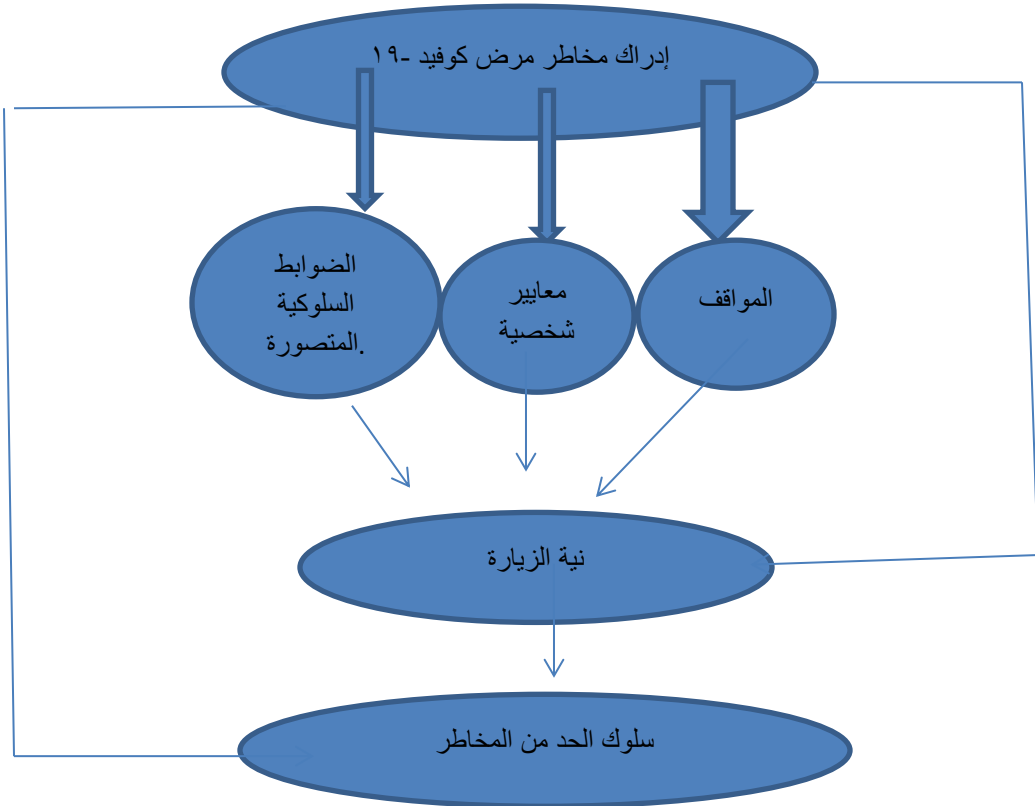 إدراك مخاطر مرض كوفيد -١٩
المواقف
معايير
شخصية
الضوابط
السلوكية
المتصورة.
نية الزيارة
سلوك الحد من المخاطر